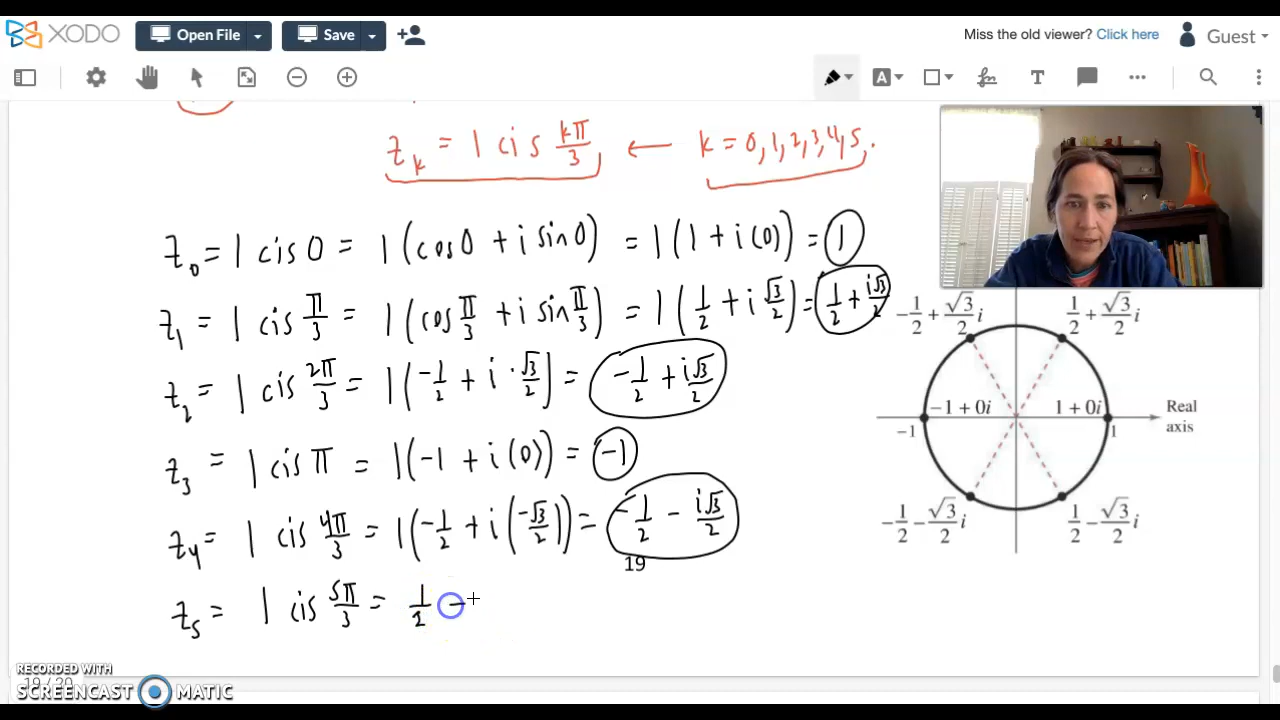 XODO Open File Save Miss the old viewer? Click here Guest
A T
z_k = 1 cis kπ/3 ← k = 0, 1, 2, 3, 4, 5.
z_0 = 1 cis 0 = 1(cos 0 + i sin 0) = 1(1 + i(0)) = 1
z_1 = 1 cis π/3 = 1(cos π/3 + i sin π/3) = 1(1/2 + i √3/2) = 1/2 + i√3/2
z_2 = 1 cis 2π/3 = 1(-1/2 + i · √3/2) = -1/2 + i√3/2
z_3 = 1 cis π = 1(-1 + i(0)) = -1
z_4 = 1 cis 4π/3 = 1(-1/2 + i(-√3/2)) = -1/2 - i√3/2
19
z_5 = 1 cis 5π/3 = 1/2 -
-1/2 + √3/2 i 1/2 + √3/2 i
-1 + 0i 1 + 0i Real
-1 1 axis
-1/2 - √3/2 i 1/2 - √3/2 i
RECORDED WITH
19 / 20
SCREENCAST MATIC